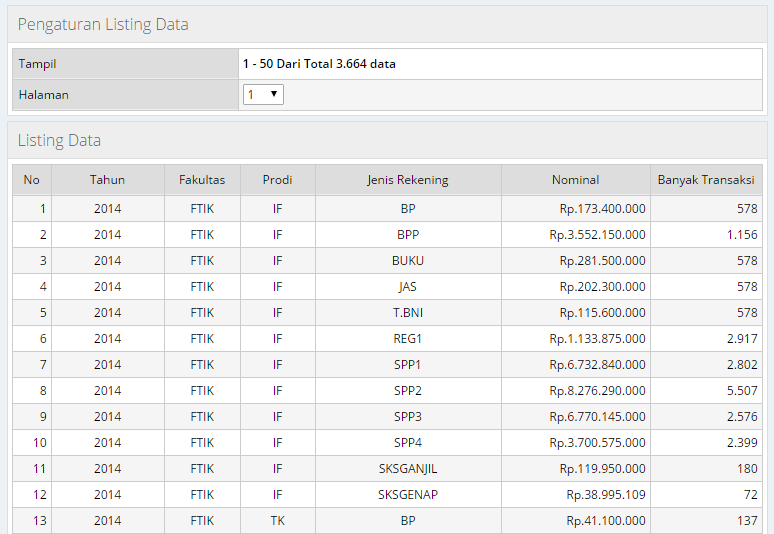 Pengaturan Listing Data
Tampil 1 - 50 Dari Total 3.664 data
Halaman 1
Listing Data
No Tahun Fakultas Prodi Jenis Rekening Nominal Banyak Transaksi
1 2014 FTIK IF BP Rp.173.400.000 578
2 2014 FTIK IF BPP Rp.3.552.150.000 1.156
3 2014 FTIK IF BUKU Rp.281.500.000 578
4 2014 FTIK IF JAS Rp.202.300.000 578
5 2014 FTIK IF T.BNI Rp.115.600.000 578
6 2014 FTIK IF REG1 Rp.1.133.875.000 2.917
7 2014 FTIK IF SPP1 Rp.6.732.840.000 2.802
8 2014 FTIK IF SPP2 Rp.8.276.290.000 5.507
9 2014 FTIK IF SPP3 Rp.6.770.145.000 2.576
10 2014 FTIK IF SPP4 Rp.3.700.575.000 2.399
11 2014 FTIK IF SKSGANJIL Rp.119.950.000 180
12 2014 FTIK IF SKSGENAP Rp.38.995.109 72
13 2014 FTIK TK BP Rp.41.100.000 137